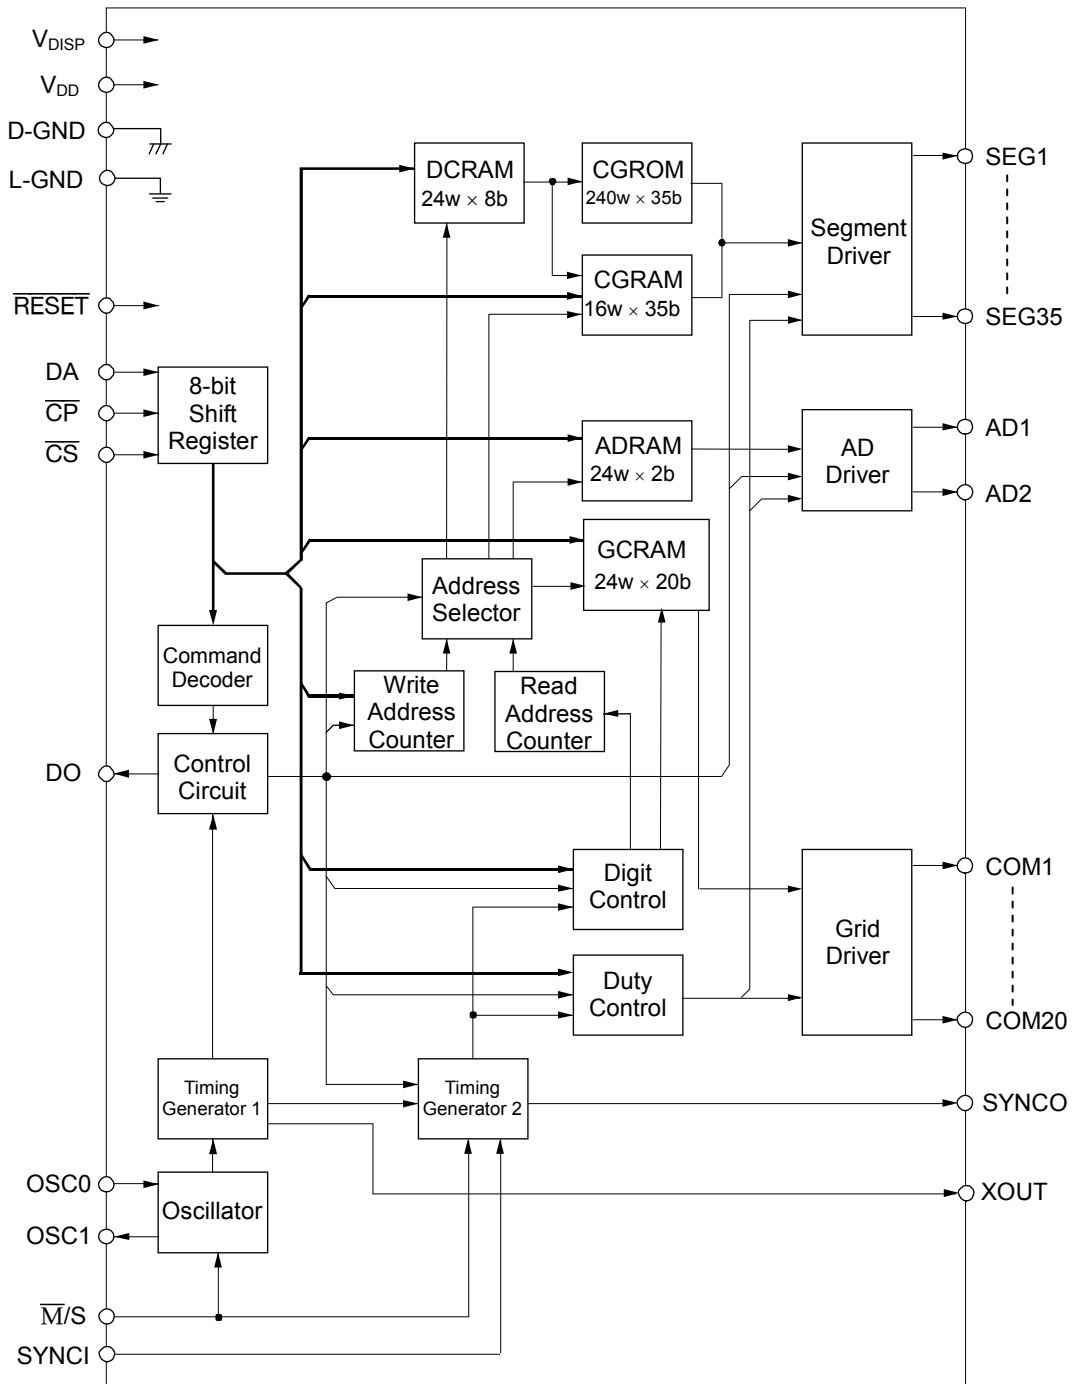 VDISP
VDD
D-GND
L-GND
RESET
DA
CP
CS
DO
OSC0
OSC1
M/S
SYNCI
8-bit
Shift
Register
Command
Decoder
Control
Circuit
Timing
Generator 1
Oscillator
DCRAM
24w × 8b
CGROM
240w × 35b
CGRAM
16w × 35b
ADRAM
24w × 2b
GCRAM
24w × 20b
Address
Selector
Write
Address
Counter
Read
Address
Counter
Digit
Control
Duty
Control
Timing
Generator 2
Segment
Driver
AD
Driver
Grid
Driver
SEG1
SEG35
AD1
AD2
COM1
COM20
SYNCO
XOUT